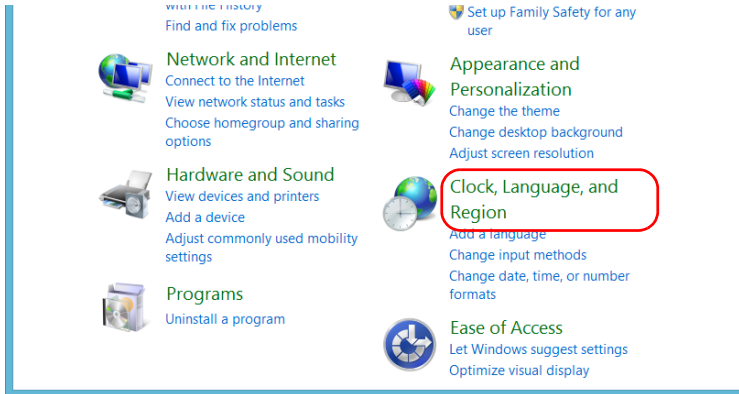 with File History
Find and fix problems
Network and Internet
Connect to the Internet
View network status and tasks
Choose homegroup and sharing
options
Hardware and Sound
View devices and printers
Add a device
Adjust commonly used mobility
settings
Programs
Uninstall a program
Set up Family Safety for any
user
Appearance and
Personalization
Change the theme
Change desktop background
Adjust screen resolution
Clock, Language, and
Region
Add a language
Change input methods
Change date, time, or number
formats
Ease of Access
Let Windows suggest settings
Optimize visual display